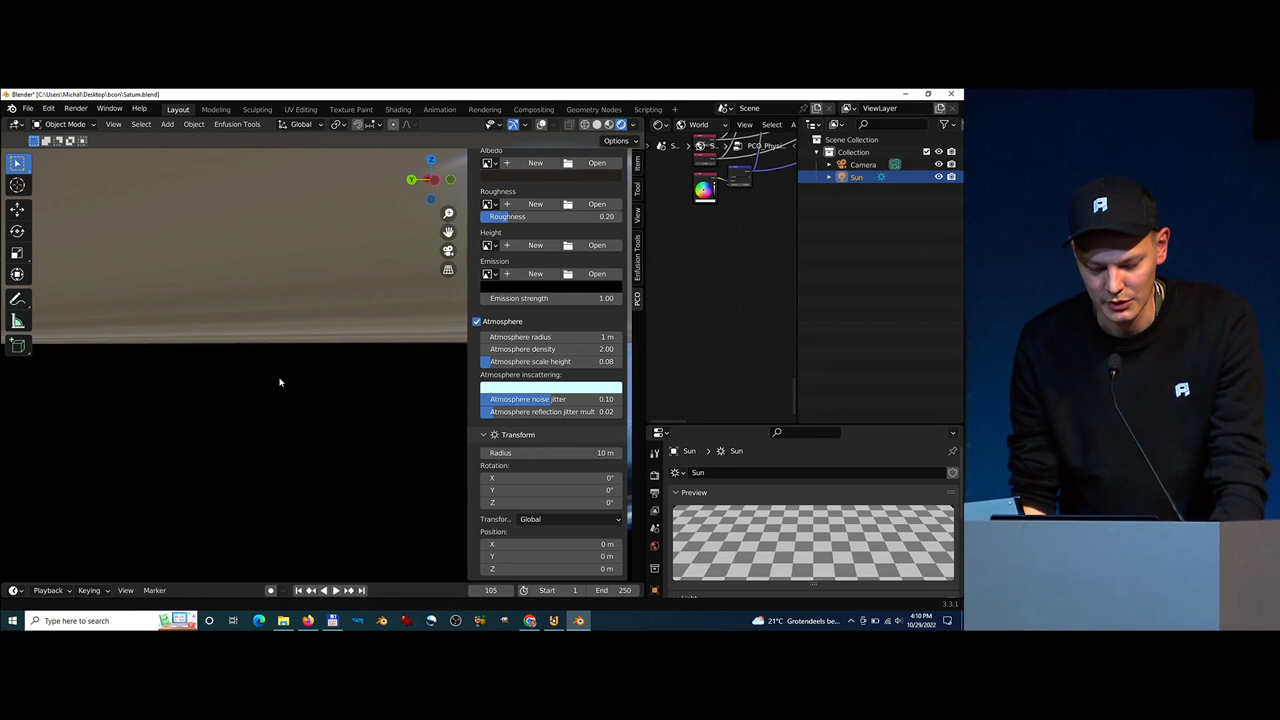 Blender* [C:\Users\Michal\Desktop\bcon\Saturn.blend]
File Edit Render Window Help Layout Modeling Sculpting UV Editing Texture Paint Shading Animation Rendering Compositing Geometry Nodes Scripting + Scene ViewLayer
Object Mode View Select Add Object Enfusion Tools Global World View Select
Options
S... S... PCO Physi...
Scene Collection
Collection
Camera
Sun
Albedo
New Open
Roughness
New Open
Roughness 0.20
Height
New Open
Emission
New Open
Emission strength 1.00
Atmosphere
Atmosphere radius 1 m
Atmosphere density 2.00
Atmosphere scale height 0.08
Atmosphere inscattering:
Atmosphere noise jitter 0.10
Atmosphere reflection jitter mult 0.02
Transform
Radius 10 m
Rotation:
X 0°
Y 0°
Z 0°
Transfor... Global
Position:
X 0 m
Y 0 m
Z 0 m
Item
Tool
View
Enfusion Tools
PCO
Z
Y
Sun > Sun
Sun
Preview
Playback Keying View Marker 105 Start 1 End 250
3.3.1
Type here to search
21°C Grotendeels be...
4:10 PM
10/29/2022